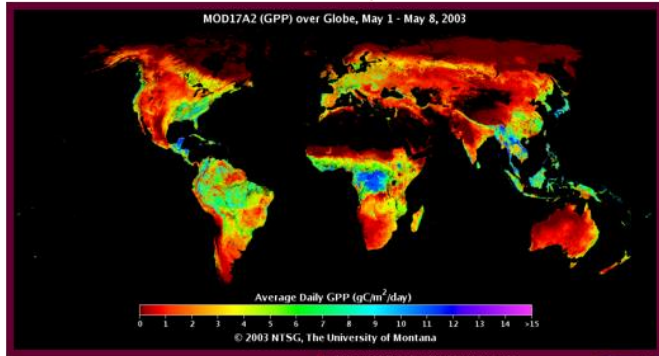 MOD17A2 (GPP) over Globe, May 1 - May 8, 2003
Average Daily GPP (gC/m²/day)
0 1 2 3 4 5 6 7 8 9 10 11 12 13 14 >15
© 2003 NTSG, The University of Montana